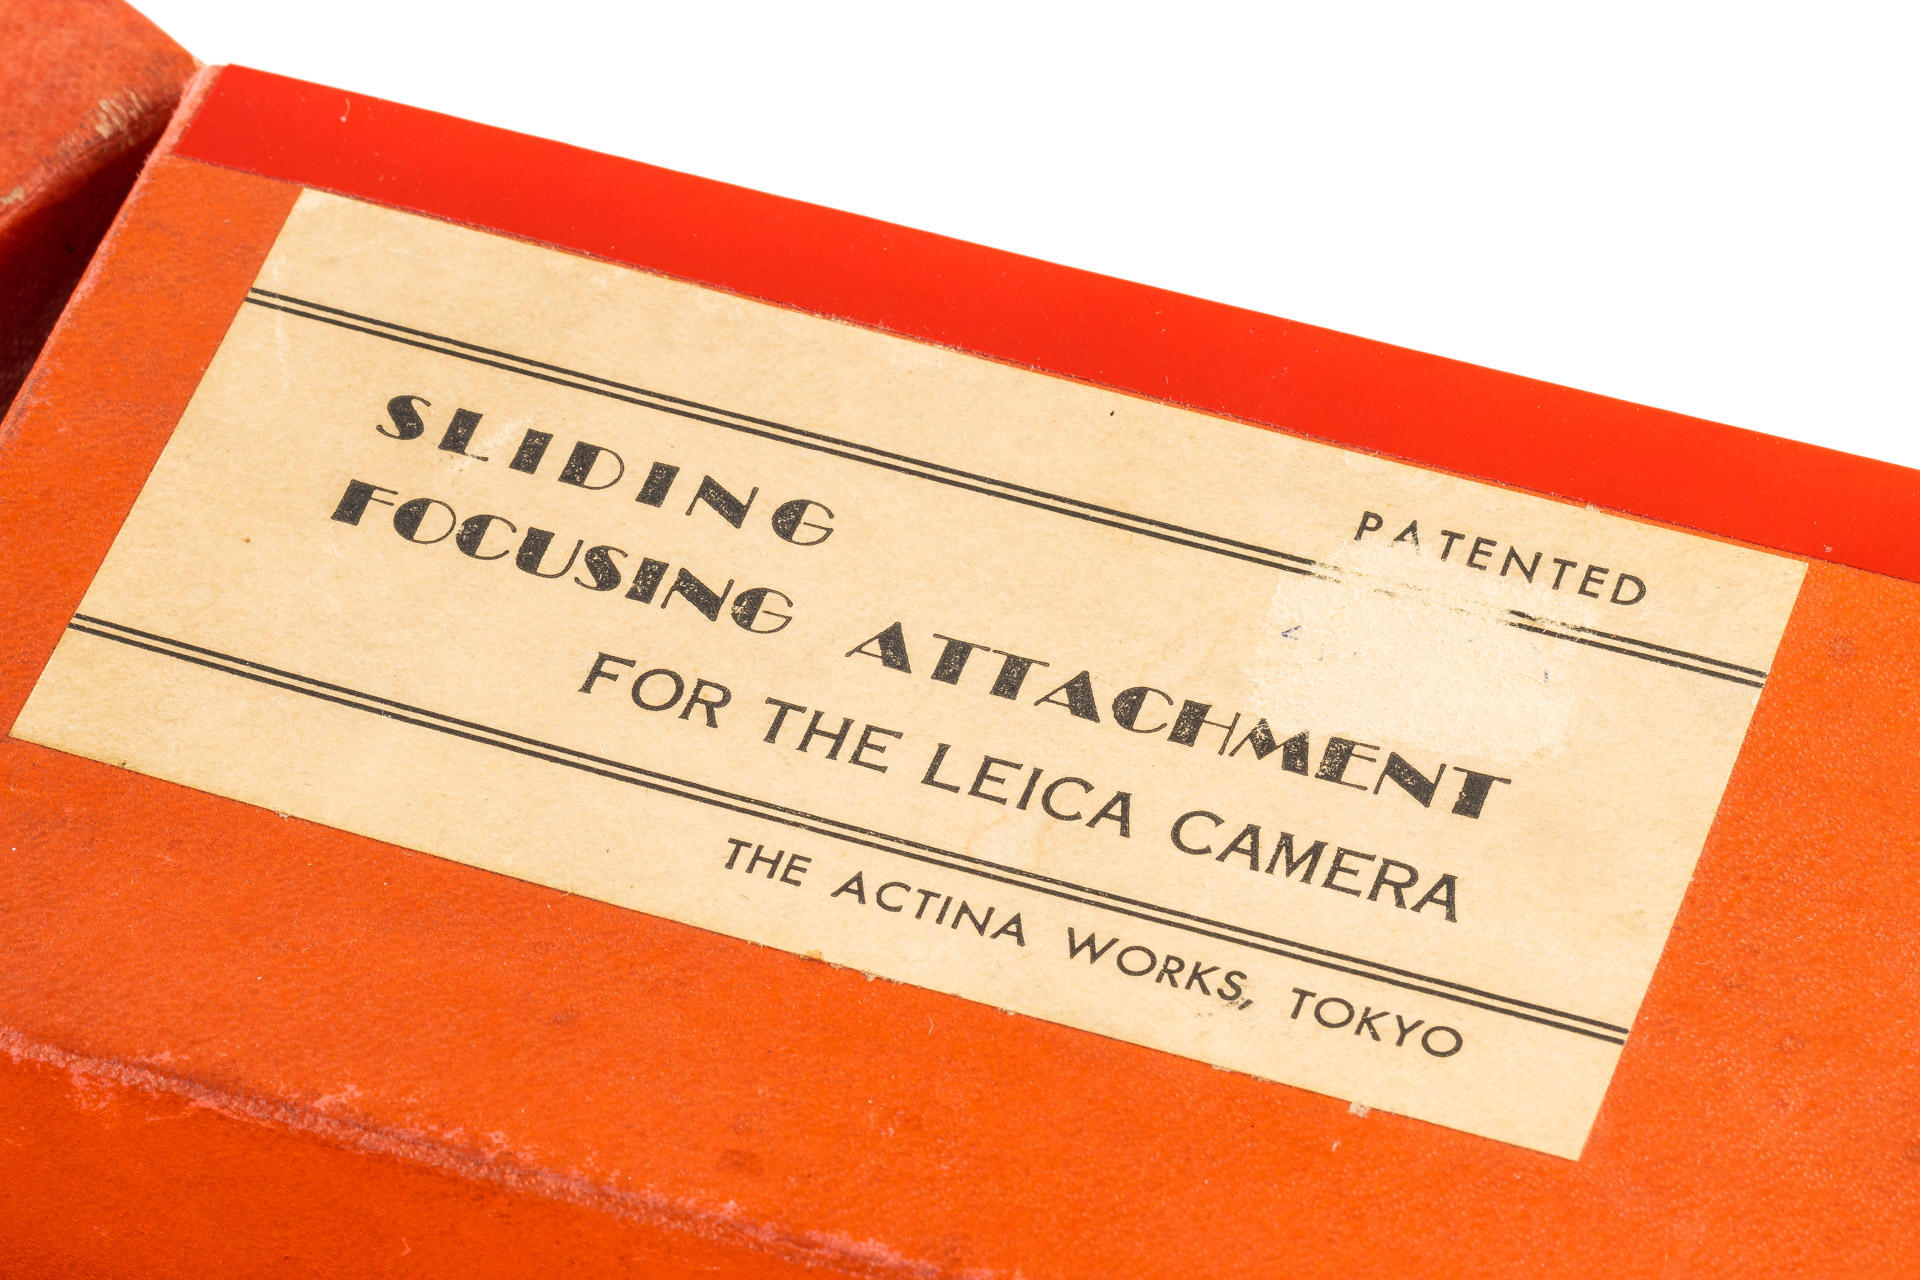 PATENTED
SLIDING
FOCUSING ATTACHMENT
FOR THE LEICA CAMERA
THE ACTINA WORKS, TOKYO